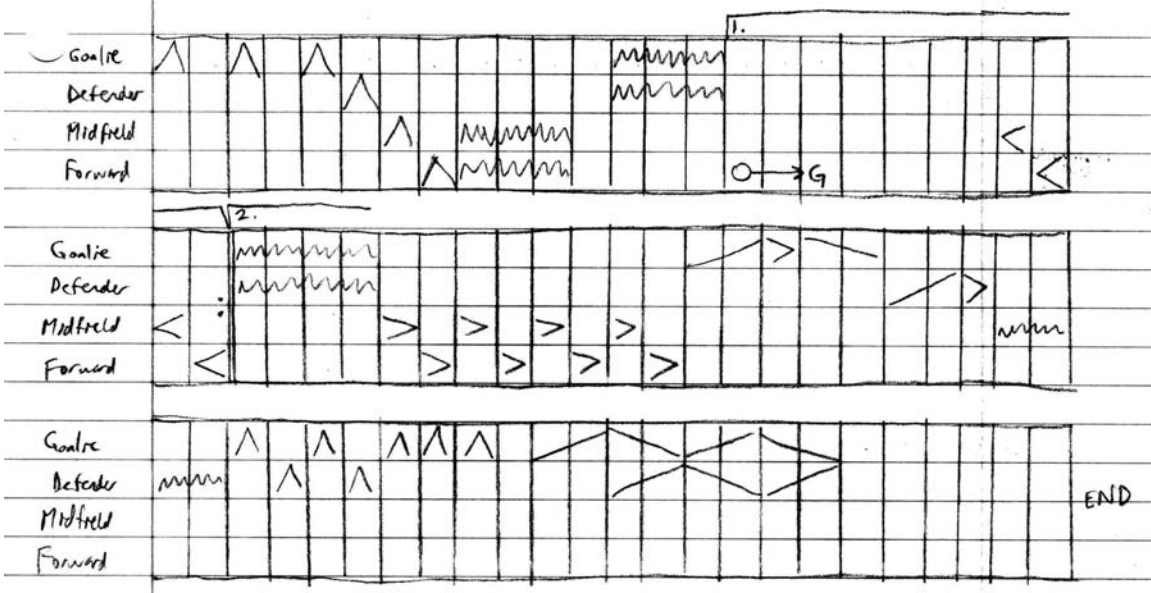 1.
Goalie
Defender
Midfield
Forward G
2.
Goalie
Defender
Midfield
Forward
Goalie
Defender END
Midfield
Forward